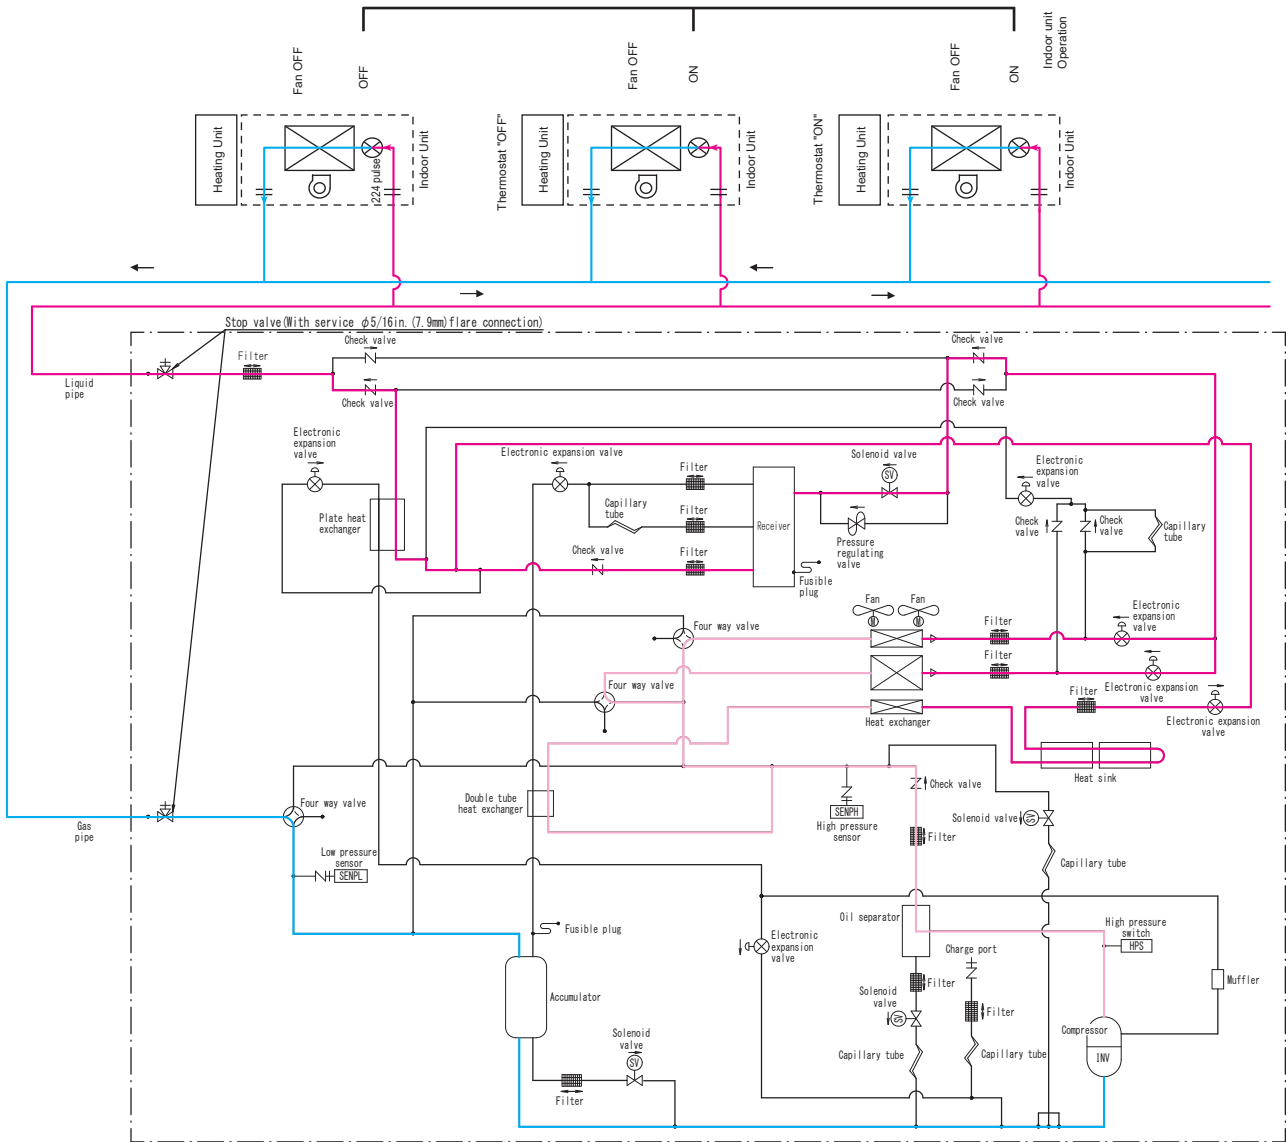 Fan OFF
OFF
Fan OFF
ON
Fan OFF
ON
Indoor unit
Operation
Heating Unit
224 pulse
Indoor Unit
Thermostat "OFF"
Heating Unit
Indoor Unit
Thermostat "ON"
Heating Unit
Indoor Unit
Stop valve(With service φ5/16in.(7.9mm)flare connection)
Check valve
Check valve
Filter
Liquid
pipe
Check valve
Check valve
Electronic
expansion
valve
Electronic expansion valve
Filter
Solenoid valve
SV
Electronic
expansion
valve
Plate heat
exchanger
Capillary
tube
Filter
Receiver
Pressure
regulating
valve
Check
valve
Check
valve
Capillary
tube
Check valve
Filter
Fusible
plug
Fan
Fan
M
M
Electronic
expansion
valve
Four way valve
Filter
Filter
Four way valve
Electronic expansion
valve
Filter
Heat exchanger
Electronic expansion
valve
Heat sink
Double tube
heat exchanger
Check valve
Four way valve
SENPH
High pressure
sensor
Solenoid valve
SV
Gas
pipe
Filter
Low pressure
sensor
SENPL
Capillary tube
Oil separator
Fusible plug
Electronic
expansion
valve
Charge port
High pressure
switch
HPS
Accumulator
Filter
Muffler
Solenoid
valve
SV
Filter
Compressor
INV
Solenoid
valve
SV
Capillary tube
Capillary tube
Filter